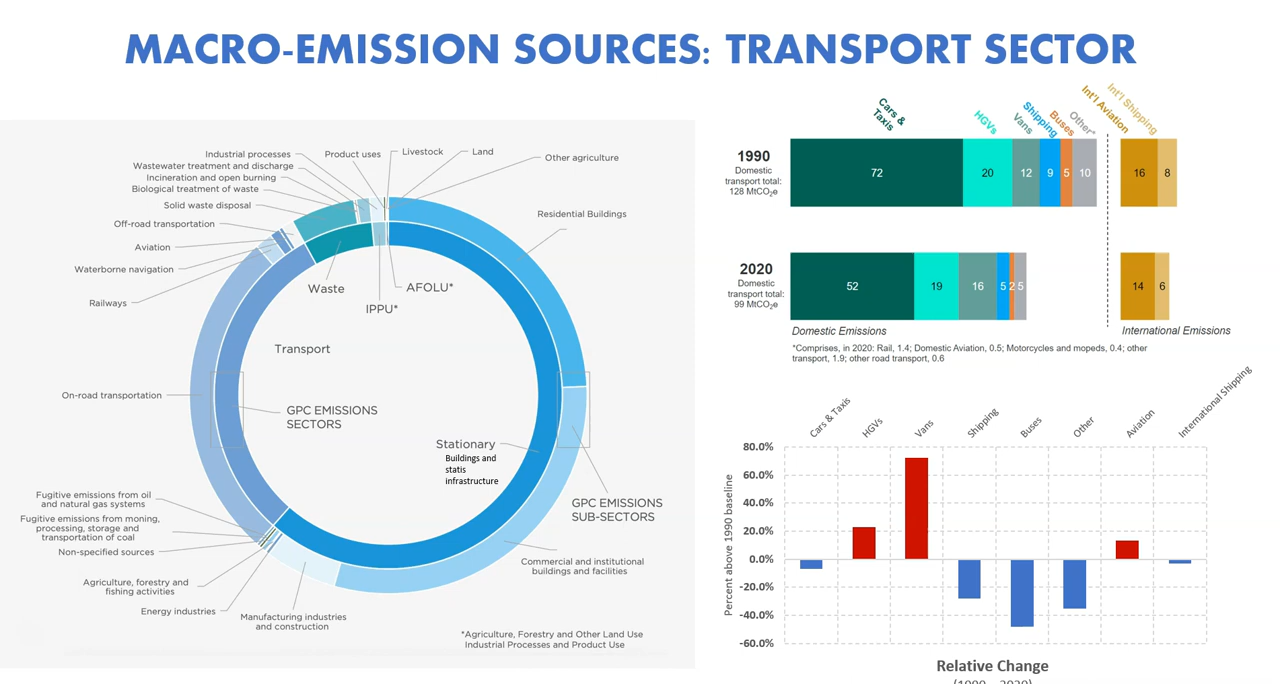 MACRO-EMISSION SOURCES: TRANSPORT SECTOR
Industrial processes
Wastewater treatment and discharge
Incineration and open burning
Biological treatment of waste
Solid waste disposal
Off-road transportation
Aviation
Waterborne navigation
Railways
On-road transportation
Fugitive emissions from oil
and natural gas systems
Fugitive emissions from moning,
processing, storage and
transportation of coal
Non-specified sources
Agriculture, forestry and
fishing activities
Energy industries
Manufacturing industries
and construction
Product uses
Livestock
Land
Other agriculture
Residential Buildings
Waste
IPPU*
AFOLU*
Transport
GPC EMISSIONS
SECTORS
Stationary
Buildings and
statis
infrastructure
GPC EMISSIONS
SUB-SECTORS
Commercial and institutional
buildings and facilities
*Agriculture, Forestry and Other Land Use
Industrial Processes and Product Use
Cars &
Taxis
HGVs
Vans
Shipping
Buses
Other*
Int'l Aviation
Int'l Shipping
1990
Domestic
transport total:
128 MtCO₂e
72 20 12 9 5 10 16 8
2020
Domestic
transport total:
99 MtCO₂e
52 19 16 5 2 5 14 6
Domestic Emissions
International Emissions
*Comprises, in 2020: Rail, 1.4; Domestic Aviation, 0.5; Motorcycles and mopeds, 0.4; other
transport, 1.9; other road transport, 0.6
Cars & Taxis
HGVs
Vans
Shipping
Buses
Other
Aviation
International Shipping
Percent above 1990 baseline
80.0%
60.0%
40.0%
20.0%
0.0%
-20.0%
-40.0%
-60.0%
Relative Change